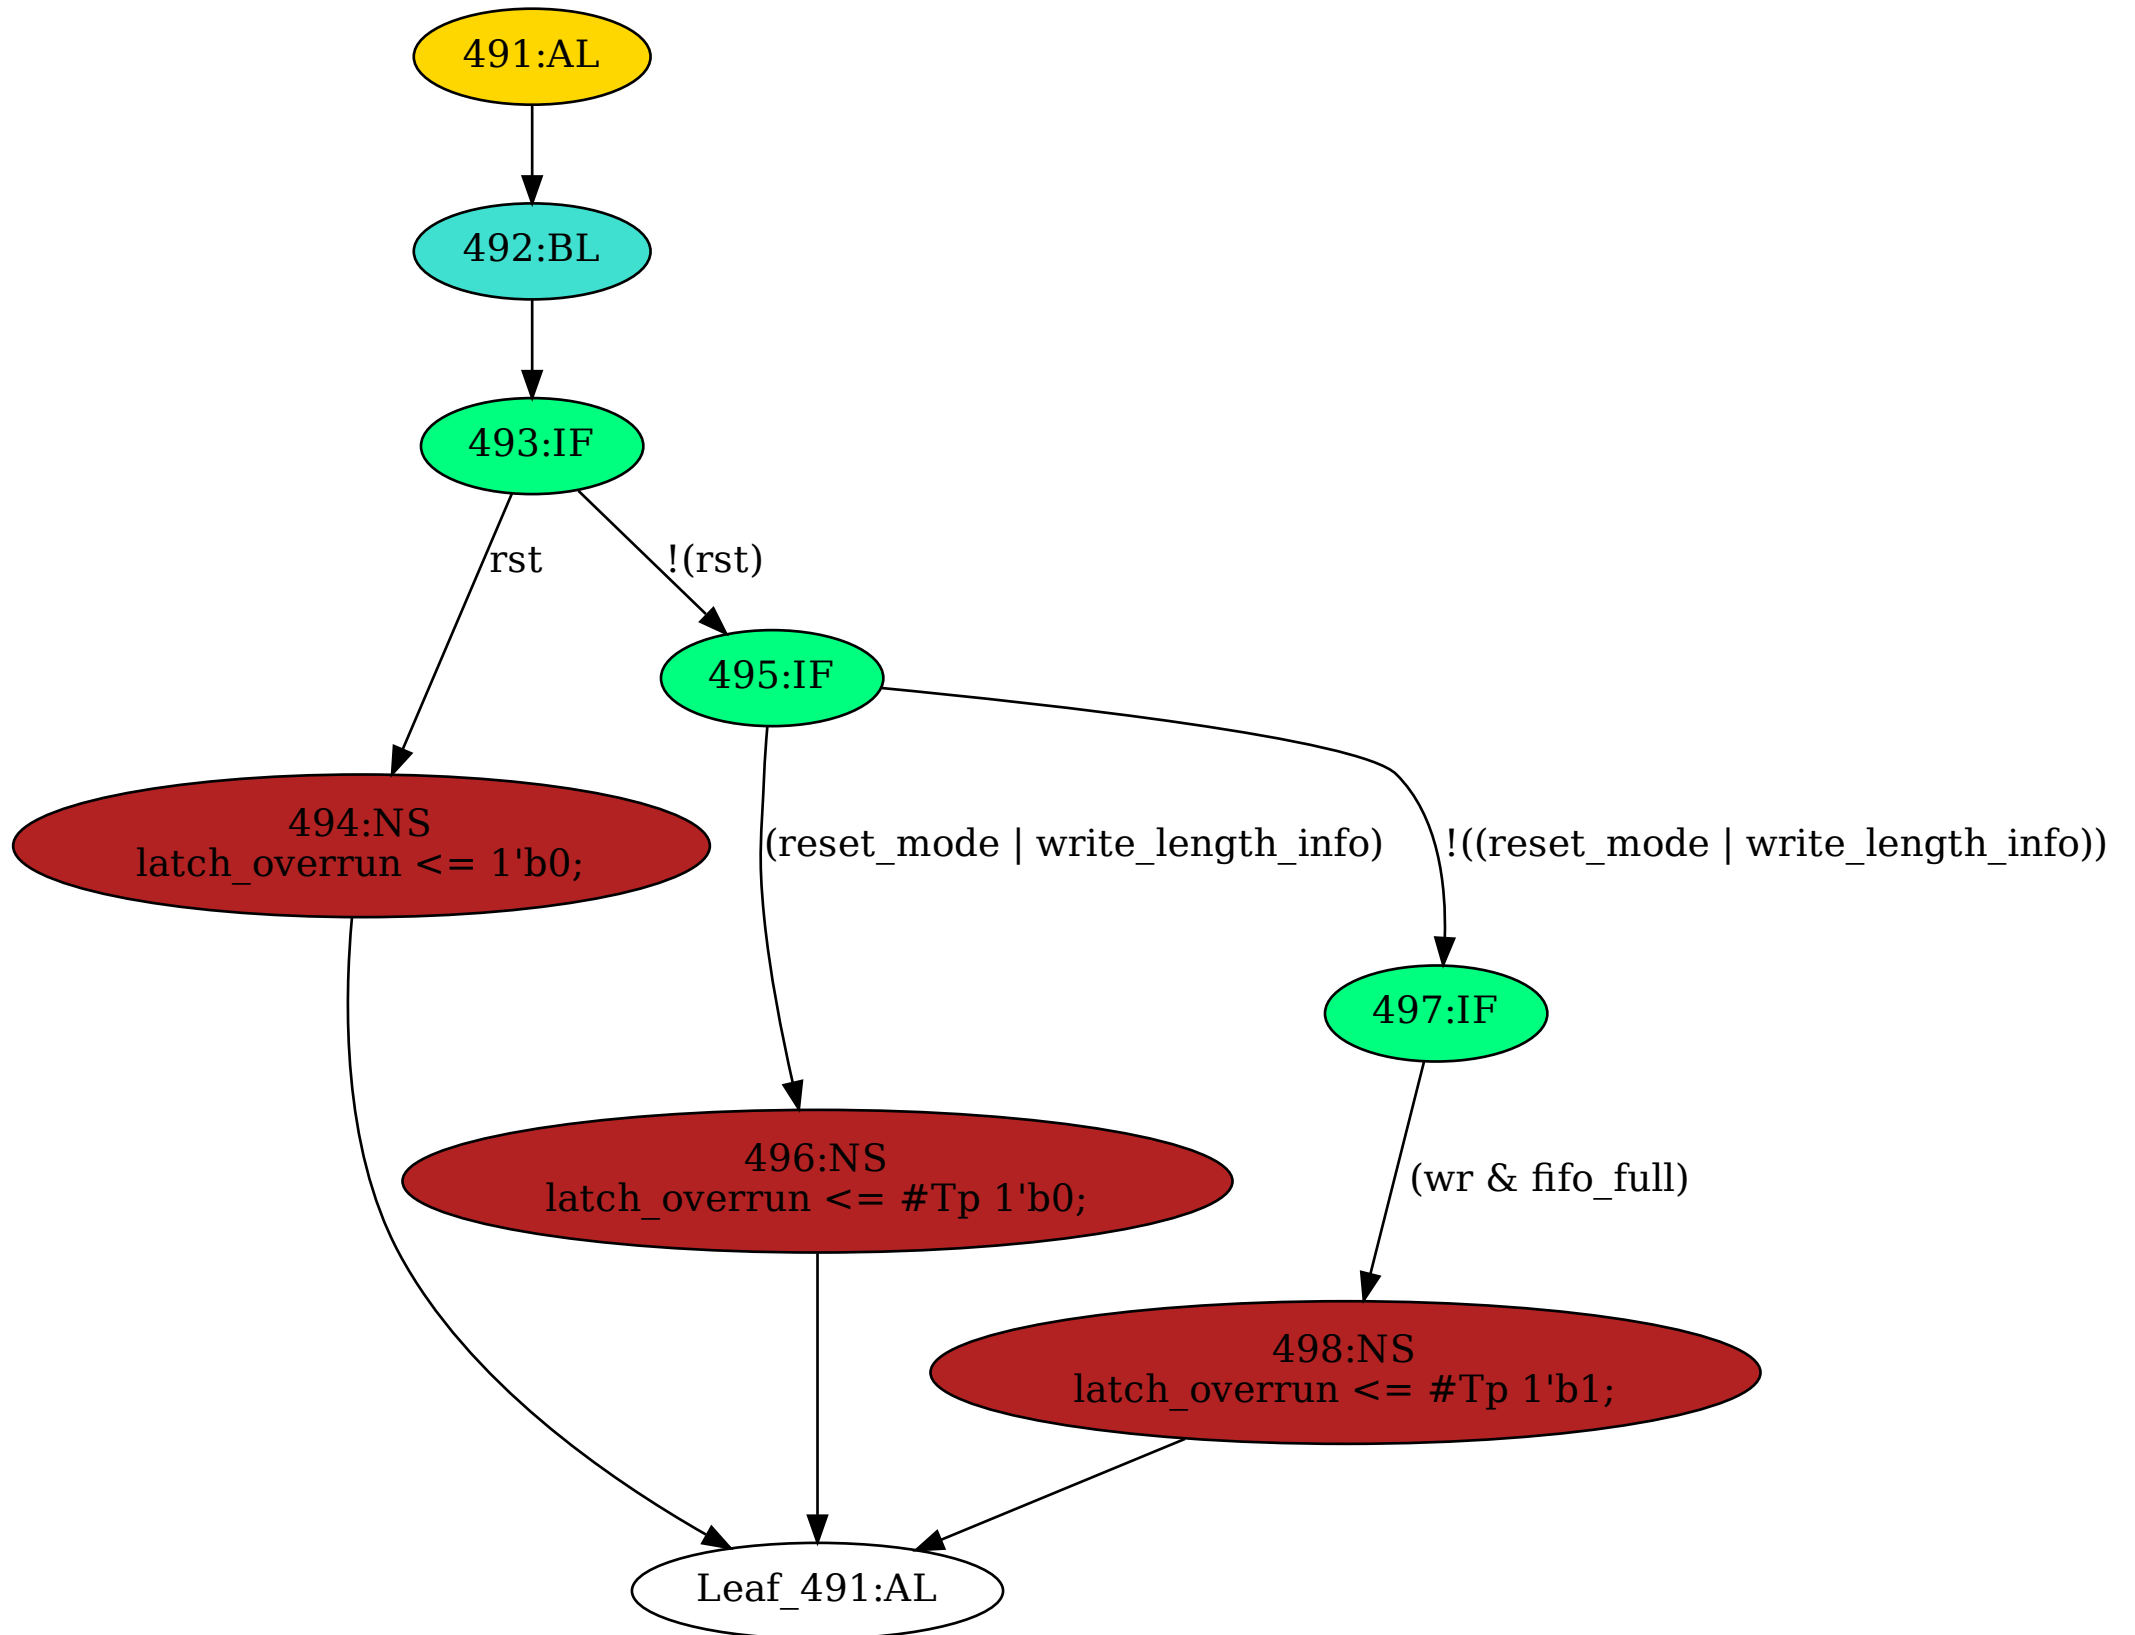 491:AL
492:BL
493:IF
rst
!(rst)
495:IF
494:NS
latch_overrun <= 1'b0;
(reset_mode | write_length_info)
!((reset_mode | write_length_info))
497:IF
496:NS
latch_overrun <= #Tp 1'b0;
(wr & fifo_full)
498:NS
latch_overrun <= #Tp 1'b1;
Leaf_491:AL